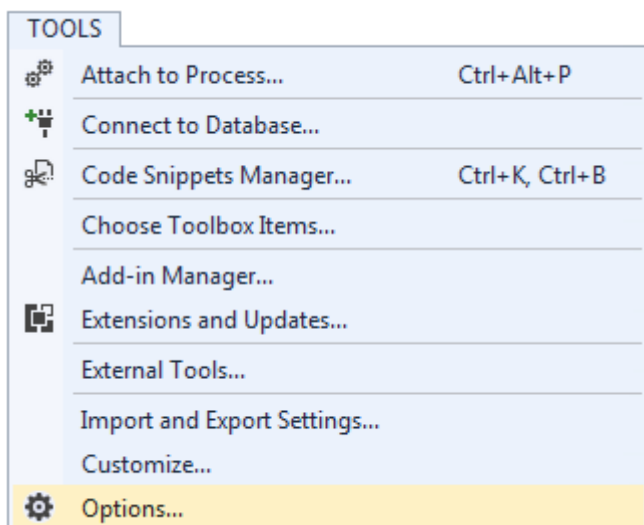 TOOLS
Attach to Process... Ctrl+Alt+P
Connect to Database...
Code Snippets Manager... Ctrl+K, Ctrl+B
Choose Toolbox Items...
Add-in Manager...
Extensions and Updates...
External Tools...
Import and Export Settings...
Customize...
Options...